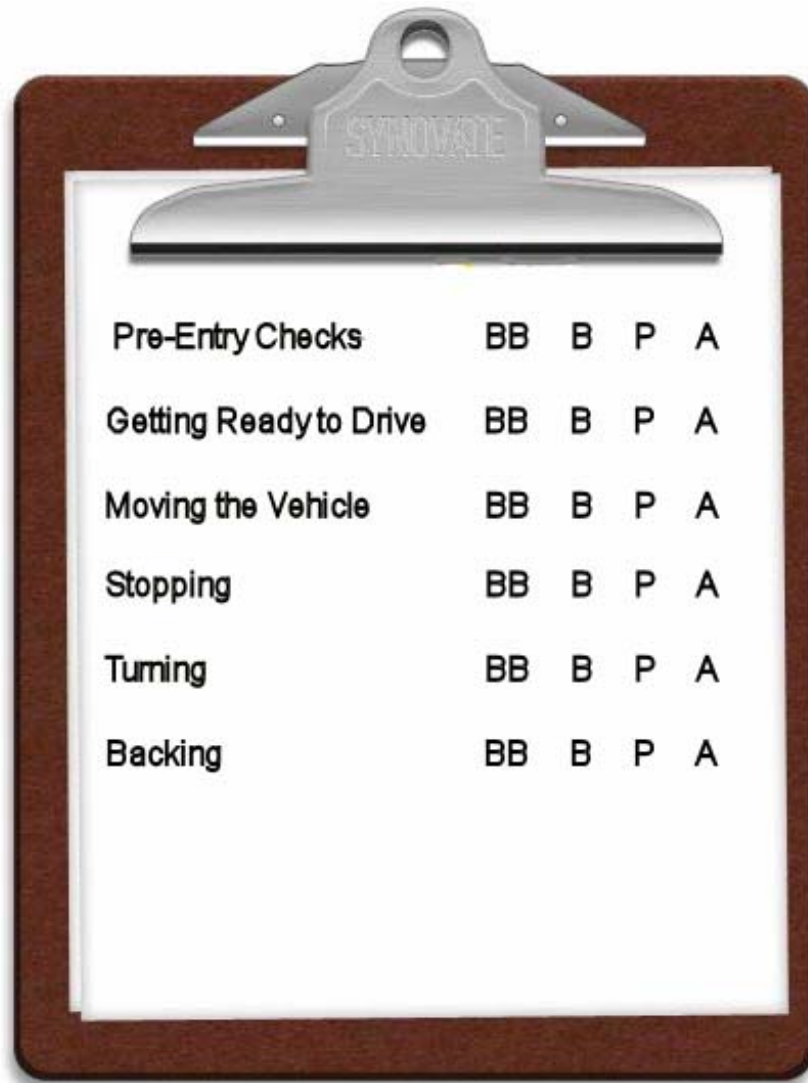 SYNOVATE
Pre-Entry Checks BB B P A
Getting Ready to Drive BB B P A
Moving the Vehicle BB B P A
Stopping BB B P A
Turning BB B P A
Backing BB B P A